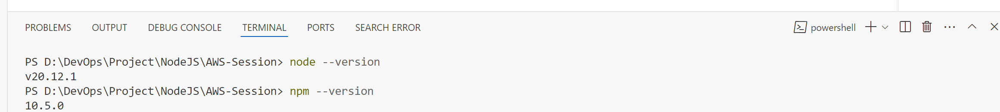 PROBLEMS OUTPUT DEBUG CONSOLE TERMINAL PORTS SEARCH ERROR powershell
PS D:\DevOps\Project\NodeJS\AWS-Session> node --version
v20.12.1
PS D:\DevOps\Project\NodeJS\AWS-Session> npm --version
10.5.0